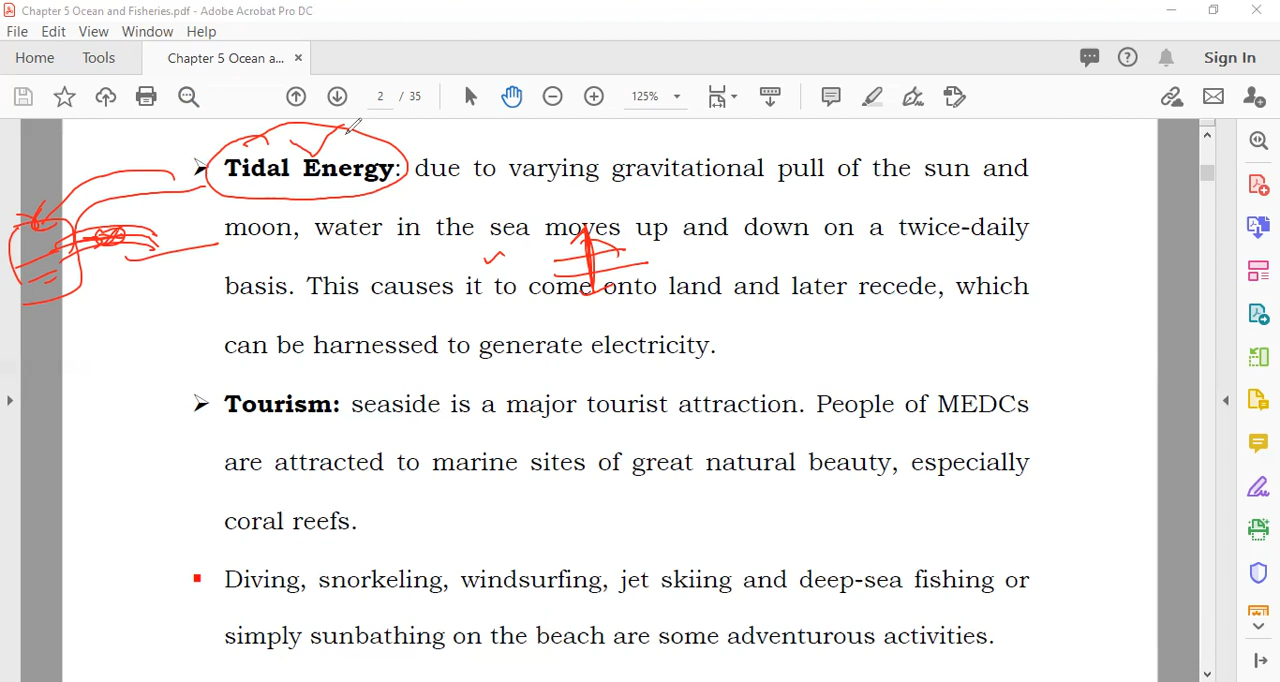 Chapter 5 Ocean and Fisheries.pdf - Adobe Acrobat Pro DC
File Edit View Window Help
Home Tools Chapter 5 Ocean a... × Sign In
2 / 35 125%
Tidal Energy: due to varying gravitational pull of the sun and
moon, water in the sea moves up and down on a twice-daily
basis. This causes it to come onto land and later recede, which
can be harnessed to generate electricity.
Tourism: seaside is a major tourist attraction. People of MEDCs
are attracted to marine sites of great natural beauty, especially
coral reefs.
Diving, snorkeling, windsurfing, jet skiing and deep-sea fishing or
simply sunbathing on the beach are some adventurous activities.